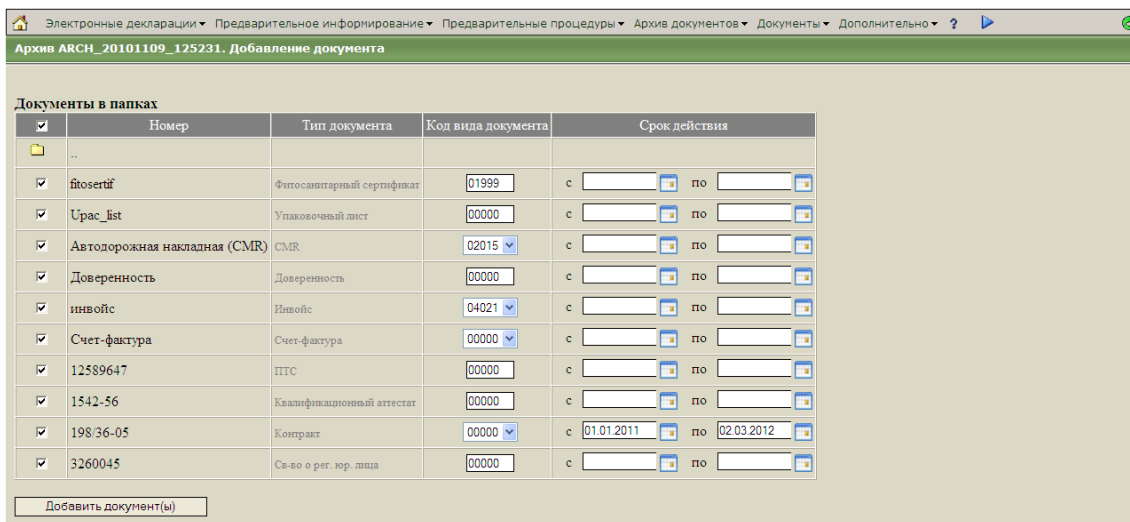 Электронные декларации Предварительное информирование Предварительные процедуры Архив документов Документы Дополнительно ?
Архив ARCH_20101109_125231. Добавление документа
Документы в папках
Номер Тип документа Код вида документа Срок действия
..
fitosertif Фитосанитарный сертификат 01999 с по
Upac_list Упаковочный лист 00000 с по
Автодорожная накладная (CMR) CMR 02015 с по
Доверенность Доверенность 00000 с по
инвойс Инвойс 04021 с по
Счет-фактура Счет-фактура 00000 с по
12589647 ПТС 00000 с по
1542-56 Квалификационный аттестат 00000 с по
198/36-05 Контракт 00000 с 01.01.2011 по 02.03.2012
3260045 Св-во о рег. юр. лица 00000 с по
Добавить документ(ы)